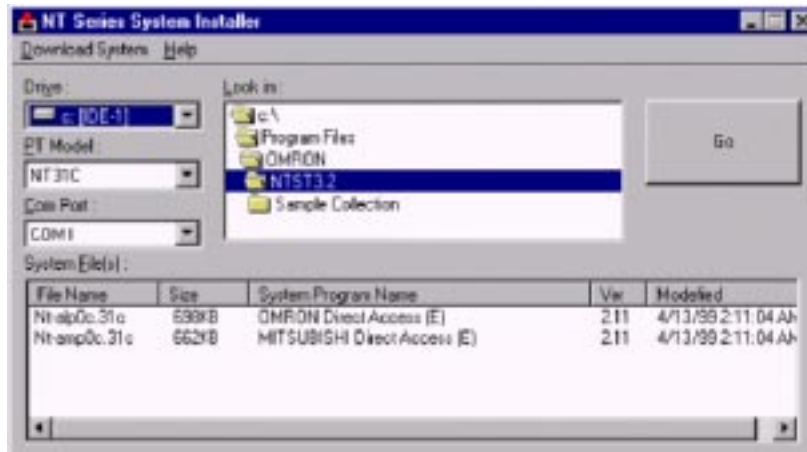 NT Series System Installer
Download System Help
Drive :
c: [IDE-1]
PT Model :
NT31C
Com Port :
COM1
Look in :
c:\
Program Files
OMRON
NTST3.2
Sample Collection
Go
System File(s) :
File Name Size System Program Name Ver Modefied
Nt-alp0c.31c 698KB OMRON Direct Access (E) 2.11 4/13/99 2:11:04 AM
Nt-amp0c.31c 662KB MITSUBISHI Direct Access (E) 2.11 4/13/99 2:11:04 AM